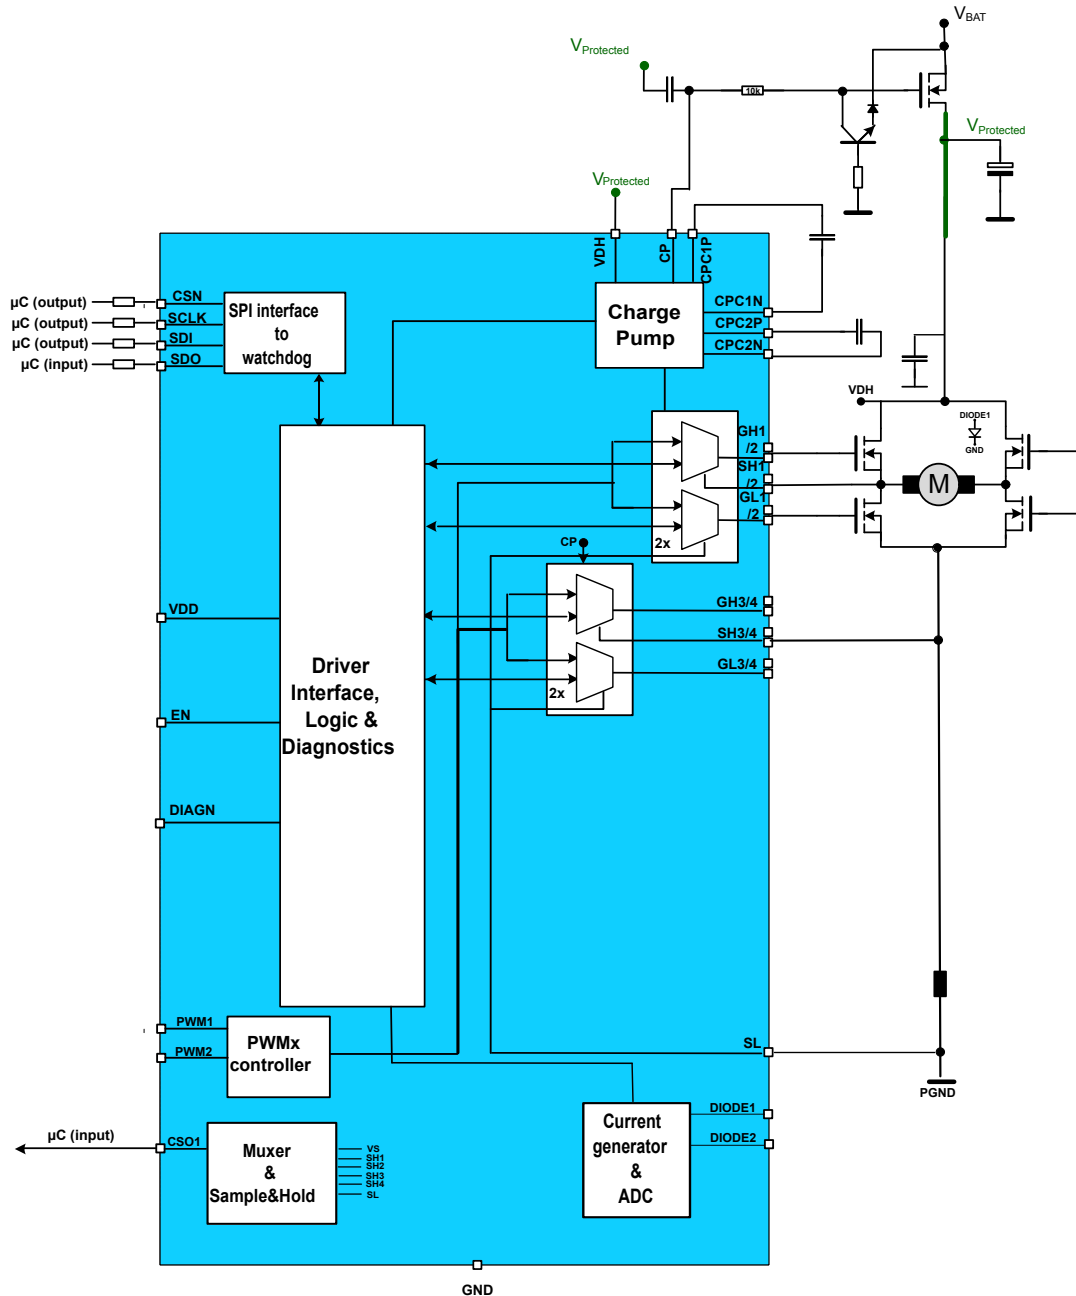 VBAT
VProtected
10k
VProtected
VProtected
VDH
CP
CPC1P
µC (output)
CSN
µC (output)
SCLK
µC (output)
SDI
µC (input)
SDO
SPI interface
to
watchdog
Charge
Pump
CPC1N
CPC2P
CPC2N
VDH
DIODE1
GND
GH1
/2
SH1
/2
GL1
/2
M
2x
CP
GH3/4
SH3/4
GL3/4
2x
VDD
EN
DIAGN
Driver
Interface,
Logic &
Diagnostics
PWM1
PWM2
PWMx
controller
SL
PGND
µC (input)
CSO1
Muxer
&
Sample&Hold
VS
SH1
SH2
SH3
SH4
SL
Current
generator
&
ADC
DIODE1
DIODE2
GND